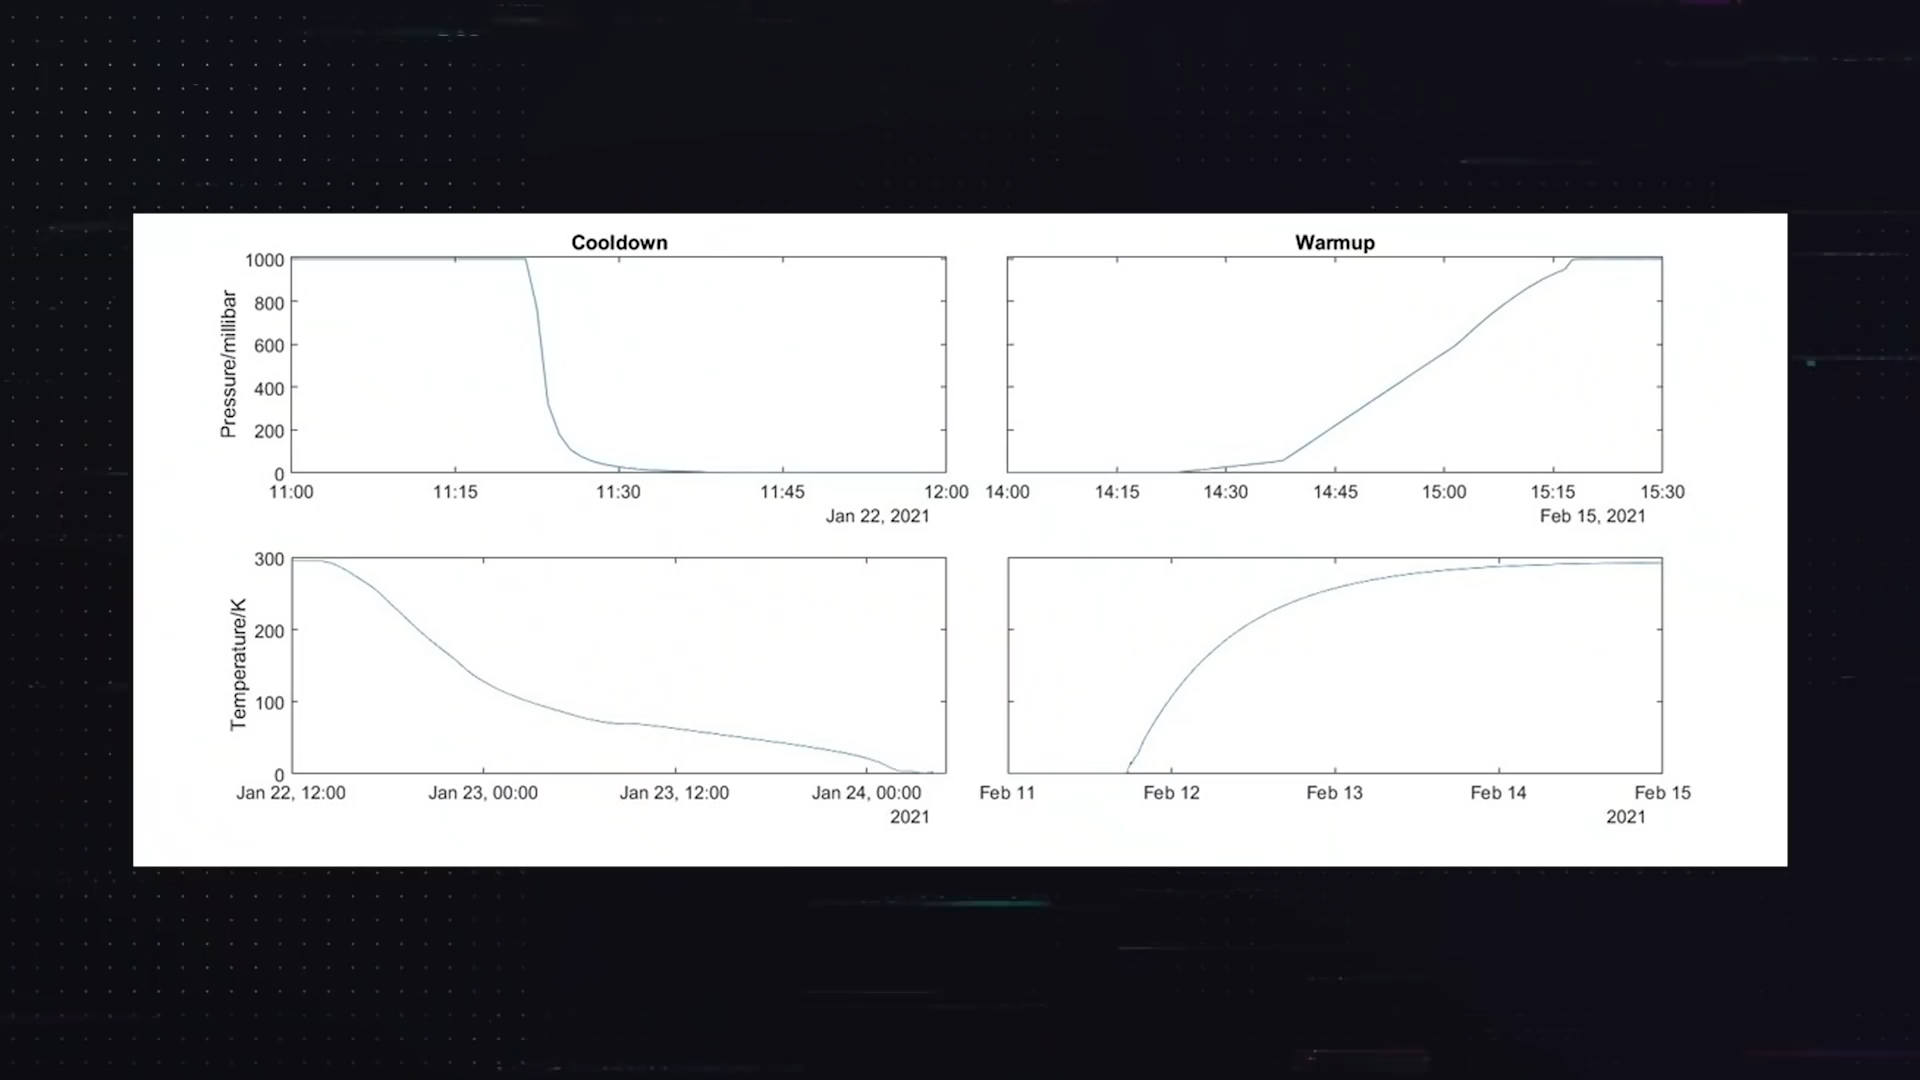 Cooldown
Warmup
Pressure/millibar
1000
800
600
400
200
0
11:00 11:15 11:30 11:45 12:00
Jan 22, 2021
14:00 14:15 14:30 14:45 15:00 15:15 15:30
Feb 15, 2021
Temperature/K
300
200
100
0
Jan 22, 12:00 Jan 23, 00:00 Jan 23, 12:00 Jan 24, 00:00
2021
Feb 11 Feb 12 Feb 13 Feb 14 Feb 15
2021